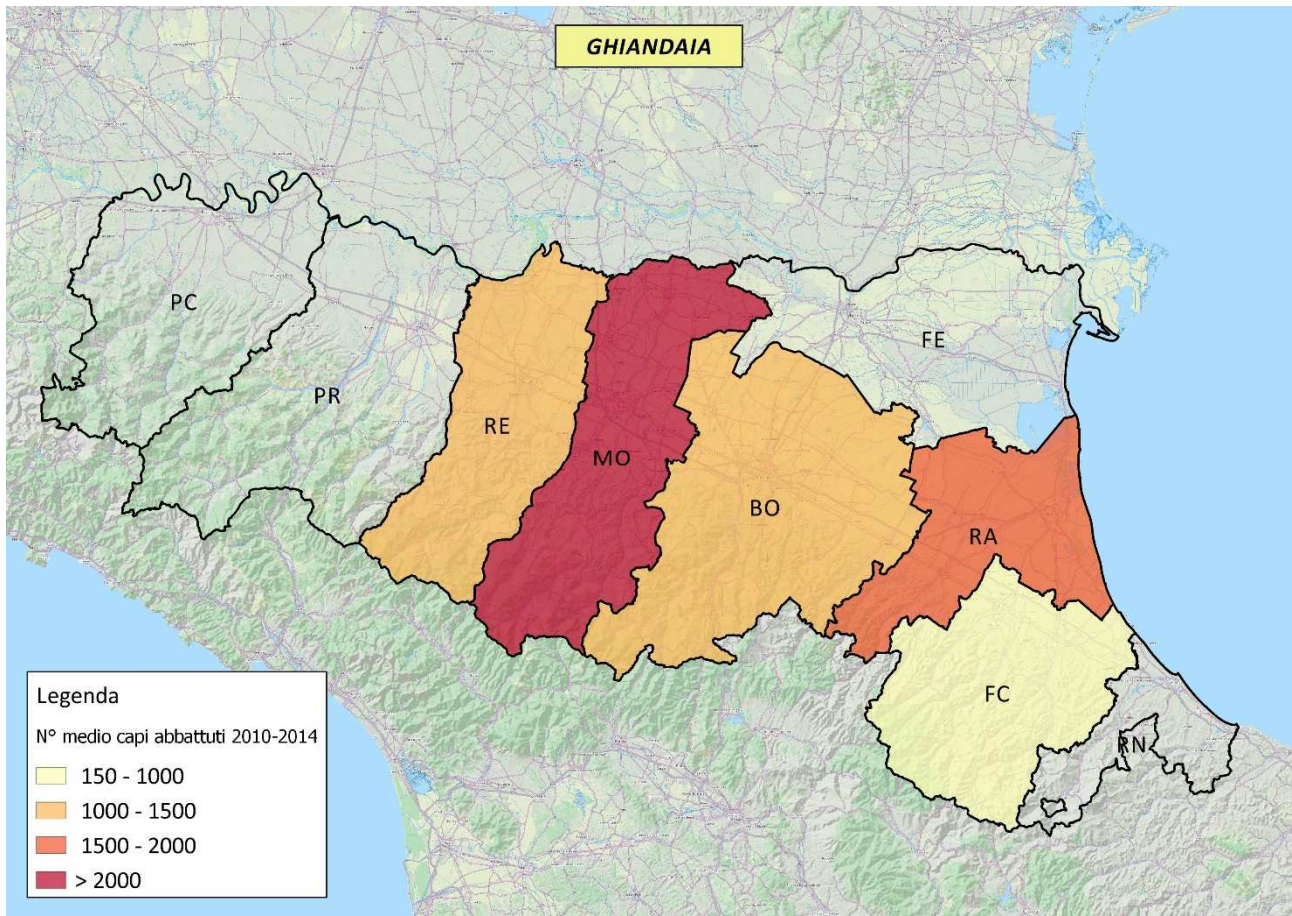 GHIANDAIA
PC
PR
RE
MO
BO
FE
RA
FC
RN
Legenda
N° medio capi abbattuti 2010-2014
150 - 1000
1000 - 1500
1500 - 2000
> 2000